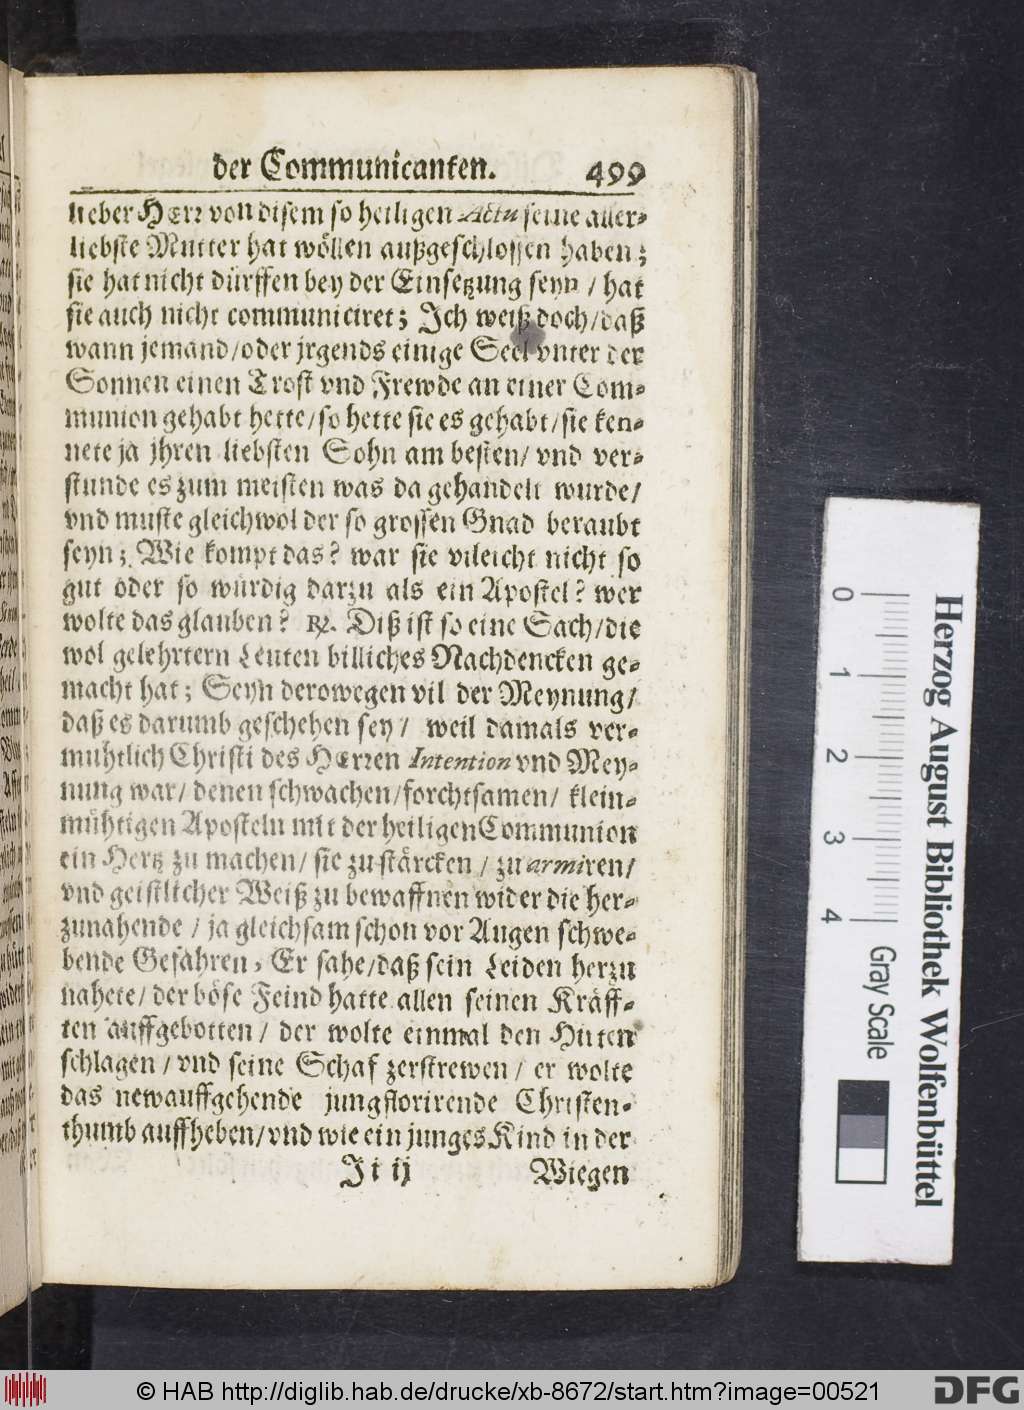 der Communicanten. 499
lieber HErr von disem so heiligen Actu seine aller-
liebste Mutter hat wöllen außgeschlossen haben;
sie hat nicht dürffen bey der Einsetzung seyn / hat
sie auch nicht communiciret; Ich weiß doch/daß
wann jemand/oder jrgends einige Seel vnter der
Sonnen einen Trost vnd Frewde an einer Com-
munion gehabt hette/so hette sie es gehabt/sie ken-
nete ja jhren liebsten Sohn am besten/ vnd ver-
stunde es zum meisten was da gehandelt wurde/
vnd muste gleichwol der so grossen Gnad beraubt
seyn; Wie kompt das? war sie vileicht nicht so
gut oder so würdig darzu als ein Apostel? wer
wolte das glauben? ℞. Diß ist so eine Sach/die
wol gelehrtern Leuten billiches Nachdencken ge-
macht hat; Seyn derowegen vil der Meynung/
daß es darumb geschehen sey/ weil damals ver-
muhtlich Christi des HErren Intention vnd Mey-
nung war/ denen schwachen/forchtsamen/ klein-
mühtigen Aposteln mit der heiligen Communion
ein Hertz zu machen/ sie zu stärcken / zu armiren/
vnd geistlicher Weiß zu bewaffnen wider die her-
zunahende / ja gleichsam schon vor Augen schwe-
bende Gefahren, Er sahe/daß sein Leiden herzu
nahete/ der böse Feind hatte allen seinen Kräff-
ten auffgebotten/ der wolte einmal den Hirten
schlagen / vnd seine Schaf zerstrewen/ er wolte
das newauffgehende jungflorirende Christen-
thumb auffheben/vnd wie ein junges Kind in der
Ji ij Wiegen
0 1 2 3 4
Gray Scale
Herzog August Bibliothek Wolfenbüttel
© HAB http://diglib.hab.de/drucke/xb-8672/start.htm?image=00521
DFG